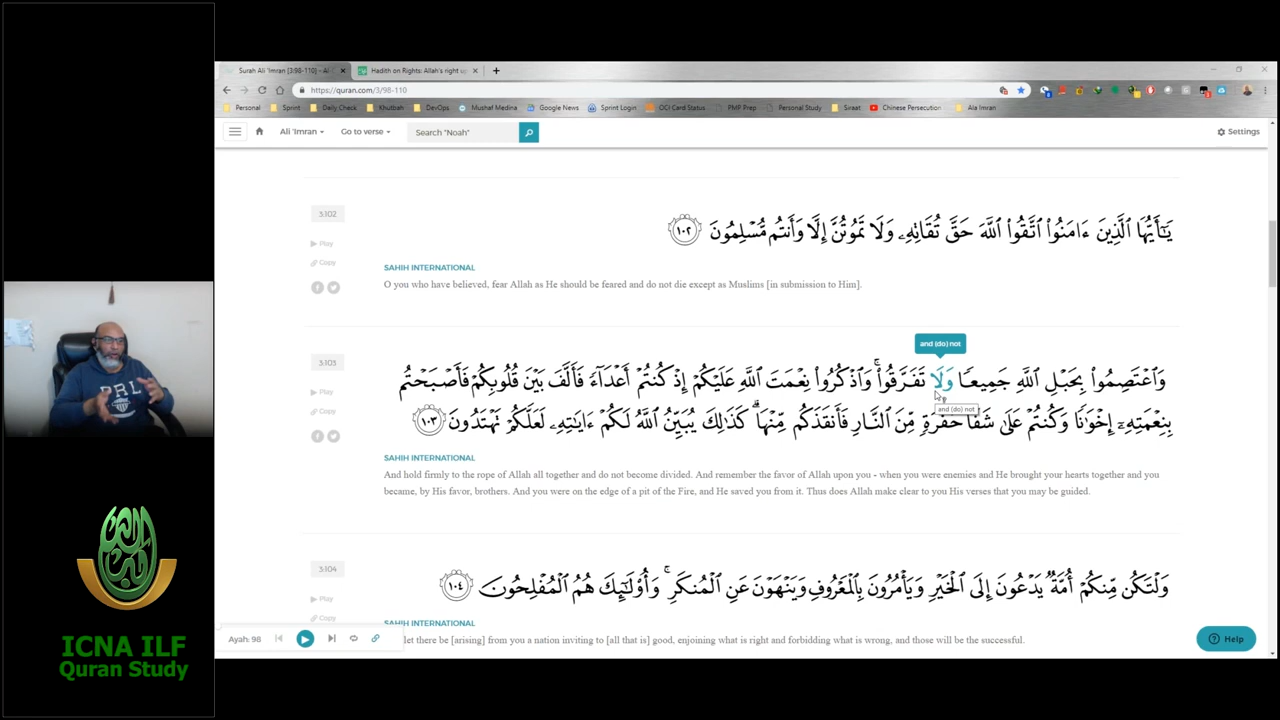 Surah Ali 'Imran [3:98-110] - Al-
Hadith on Rights: Allah's right up
https://quran.com/3/98-110
Personal Sprint Daily Check Khutbah DevOps Mushaf Medina Google News Sprint Login OCI Card Status PMP Prep Personal Study Siraat Chinese Persecution Ala Imran
Ali 'Imran Go to verse Search "Noah" Settings
3:102
يَـٰٓأَيُّهَا ٱلَّذِينَ ءَامَنُوا۟ ٱتَّقُوا۟ ٱللَّهَ حَقَّ تُقَاتِهِۦ وَلَا تَمُوتُنَّ إِلَّا وَأَنتُم مُّسْلِمُونَ ١٠٢
Play
Copy
SAHIH INTERNATIONAL
O you who have believed, fear Allah as He should be feared and do not die except as Muslims [in submission to Him].
and (do) not
3:103
وَٱعْتَصِمُوا۟ بِحَبْلِ ٱللَّهِ جَمِيعًا وَلَا تَفَرَّقُوا۟ ۚ وَٱذْكُرُوا۟ نِعْمَتَ ٱللَّهِ عَلَيْكُمْ إِذْ كُنتُمْ أَعْدَآءً فَأَلَّفَ بَيْنَ قُلُوبِكُمْ فَأَصْبَحْتُم
Play
and (do) not
Copy
بِنِعْمَتِهِۦٓ إِخْوَٰنًا وَكُنتُمْ عَلَىٰ شَفَا حُفْرَةٍ مِّنَ ٱلنَّارِ فَأَنقَذَكُم مِّنْهَا ۗ كَذَٰلِكَ يُبَيِّنُ ٱللَّهُ لَكُمْ ءَايَـٰتِهِۦ لَعَلَّكُمْ تَهْتَدُونَ ١٠٣
SAHIH INTERNATIONAL
And hold firmly to the rope of Allah all together and do not become divided. And remember the favor of Allah upon you - when you were enemies and He brought your hearts together and you
became, by His favor, brothers. And you were on the edge of a pit of the Fire, and He saved you from it. Thus does Allah make clear to you His verses that you may be guided.
3:104
وَلْتَكُن مِّنكُمْ أُمَّةٌ يَدْعُونَ إِلَى ٱلْخَيْرِ وَيَأْمُرُونَ بِٱلْمَعْرُوفِ وَيَنْهَوْنَ عَنِ ٱلْمُنكَرِ ۚ وَأُو۟لَـٰٓئِكَ هُمُ ٱلْمُفْلِحُونَ ١٠٤
Play
Copy
SAHIH INTERNATIONAL
let there be [arising] from you a nation inviting to [all that is] good, enjoining what is right and forbidding what is wrong, and those will be the successful.
Ayah: 98
Help
ICNA ILF
Quran Study